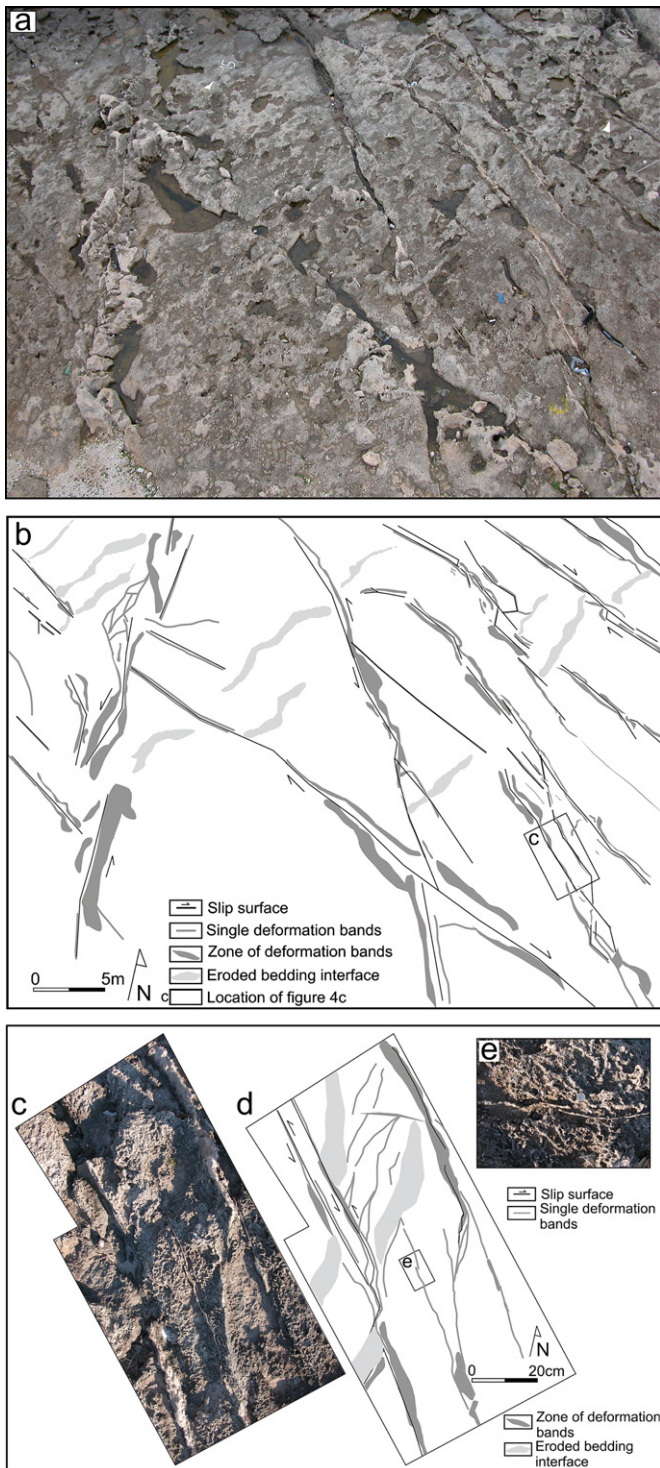 a
b
c
Slip surface
Single deformation bands
Zone of deformation bands
Eroded bedding interface
c Location of figure 4c
0 5m
N
c
d
e
e
Slip surface
Single deformation
bands
N
0 20cm
Zone of deformation
bands
Eroded bedding
interface